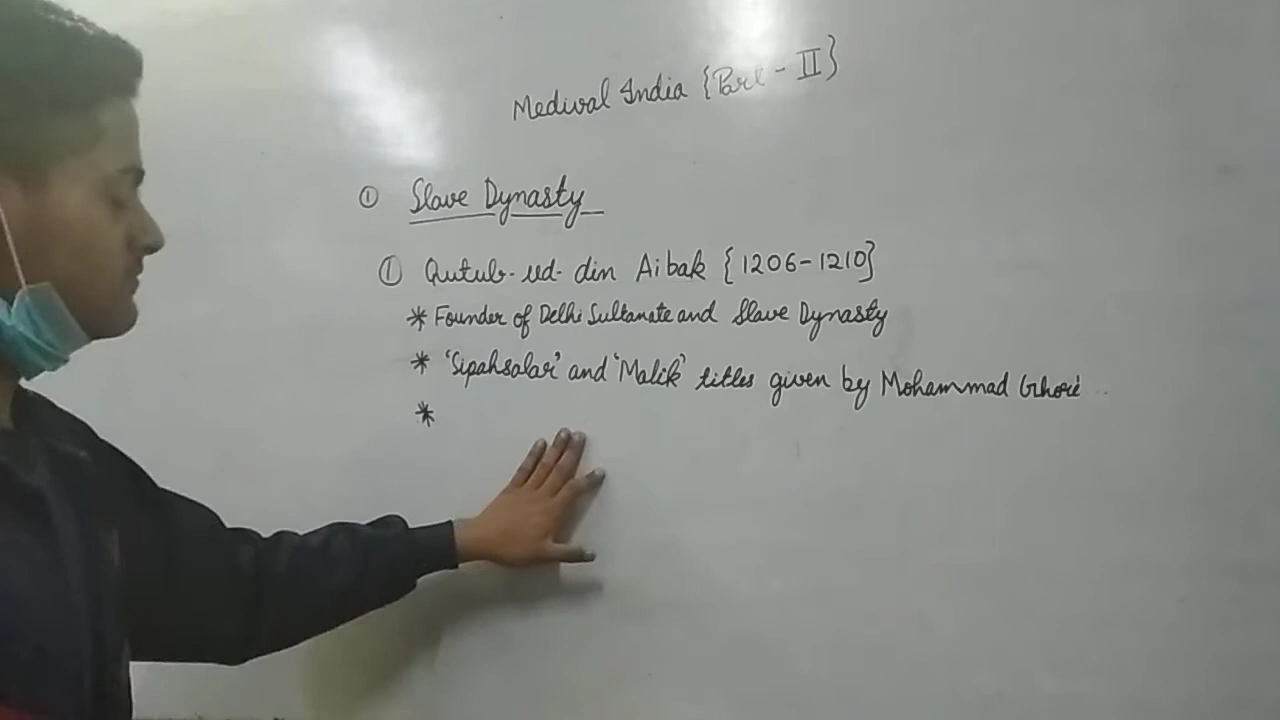 Medival India {Part - II}
① Slave Dynasty
① Qutub-ud-din Aibak {1206-1210}
* Founder of Delhi Sultanate and Slave Dynasty
* 'Sipahsalar' and 'Malik' titles given by Mohammad Ghori
*